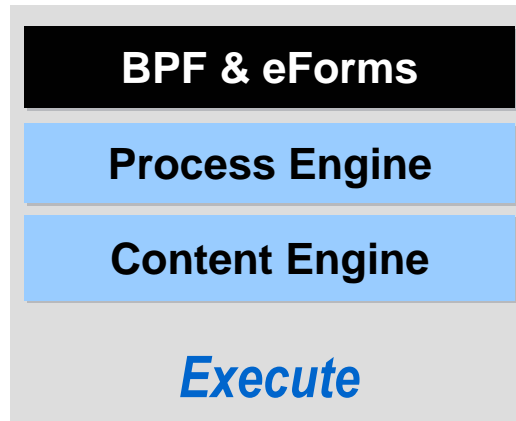 BPF & eForms
Process Engine
Content Engine
Execute